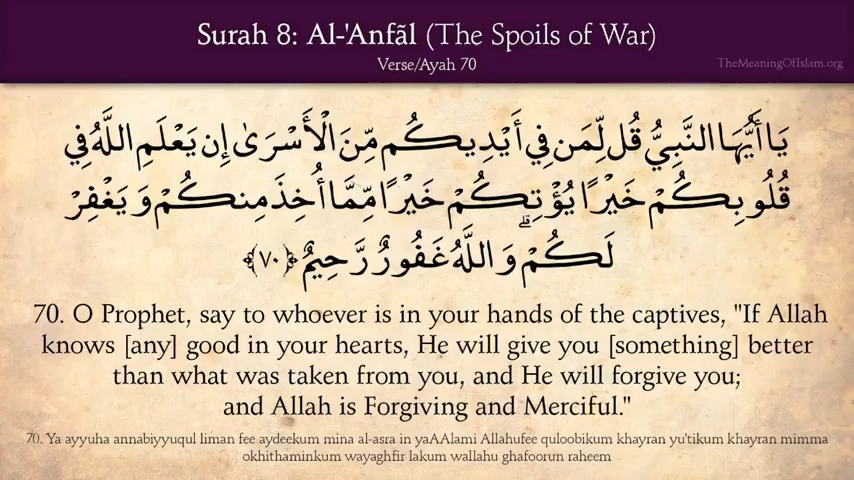 Surah 8: Al-'Anfãl (The Spoils of War)
Verse/Ayah 70
TheMeaningOfIslam.org
يَا أَيُّهَا النَّبِيُّ قُل لِّمَن فِي أَيْدِيكُم مِّنَ الْأَسْرَىٰ إِن يَعْلَمِ اللَّهُ فِي
قُلُوبِكُمْ خَيْرًا يُؤْتِكُمْ خَيْرًا مِّمَّا أُخِذَ مِنكُمْ وَيَغْفِرْ
لَكُمْ ۗ وَاللَّهُ غَفُورٌ رَّحِيمٌ ﴿٧٠﴾
70. O Prophet, say to whoever is in your hands of the captives, "If Allah
knows [any] good in your hearts, He will give you [something] better
than what was taken from you, and He will forgive you;
and Allah is Forgiving and Merciful."
70. Ya ayyuha annabiyyuqul liman fee aydeekum mina al-asra in yaAAlami Allahufee quloobikum khayran yu'tikum khayran mimma
okhithaminkum wayaghfir lakum wallahu ghafoorun raheem